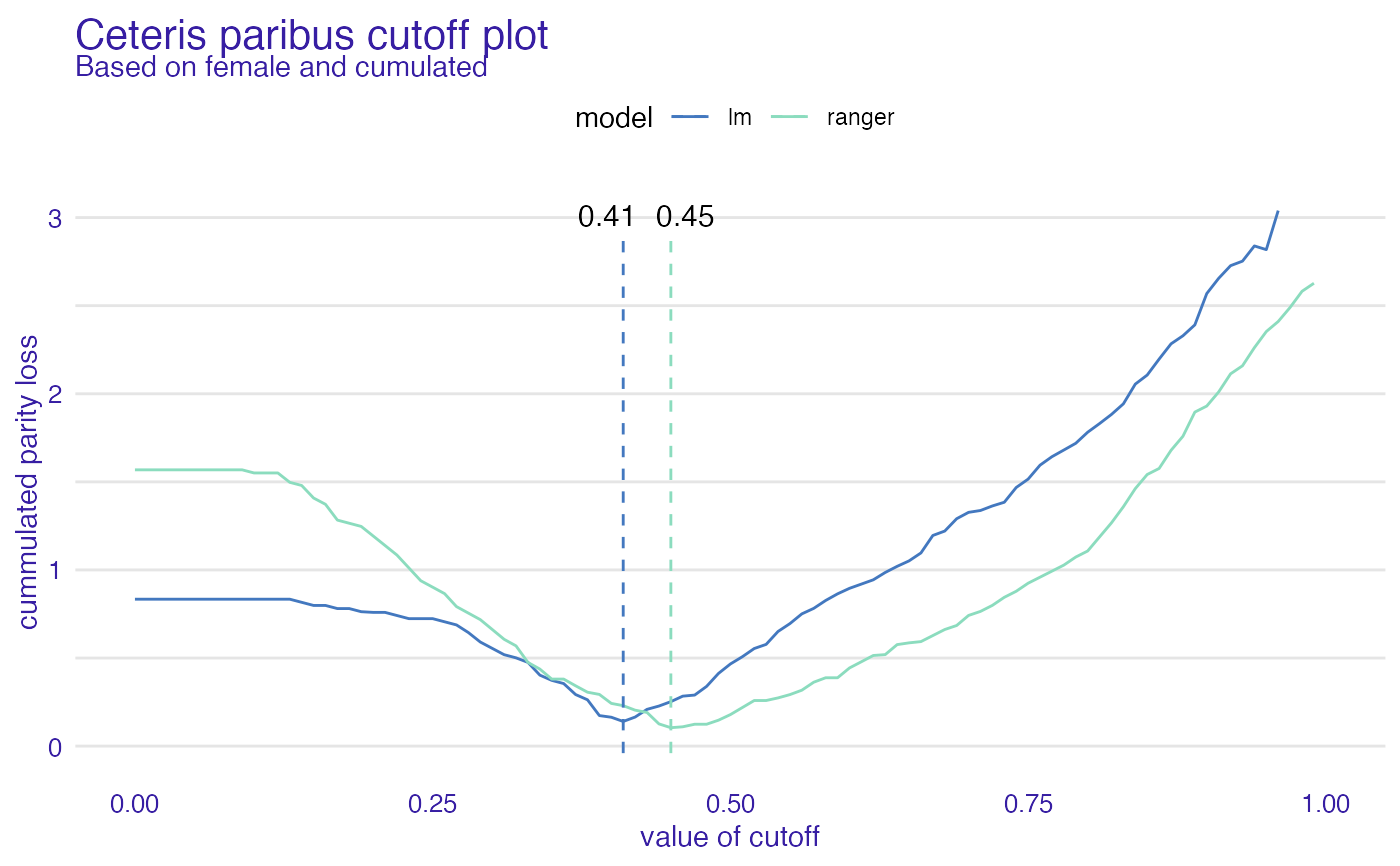 Ceteris paribus cutoff plot
Based on female and cumulated
model lm ranger
0.41 0.45
3
2
1
0
cummulated parity loss
0.00 0.25 0.50 0.75 1.00
value of cutoff